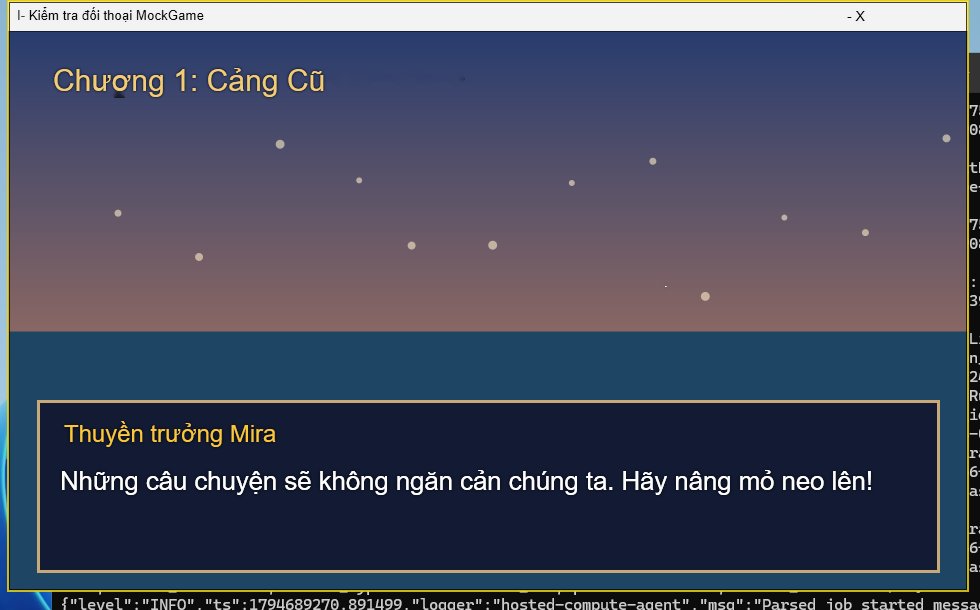 I- Kiểm tra đối thoại MockGame - X
Chương 1: Cảng Cũ
Thuyền trưởng Mira
Những câu chuyện sẽ không ngăn cản chúng ta. Hãy nâng mỏ neo lên!
{"level":"INFO","ts":1794689270.891499,"logger":"hosted-compute-agent","msg":"Parsed job started